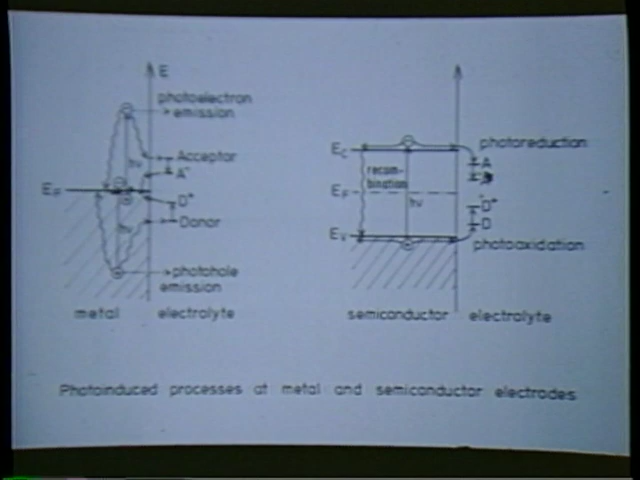 E
photoelectron
emission
hν
Acceptor
A⁻
E_F
D⁺
hν
Donor
photohole
emission
metal electrolyte
E_C
photoreduction
recom-
bination
A
E_F
hν
D⁺
D
E_V
photooxidation
semiconductor electrolyte
Photoinduced processes at metal and semiconductor electrodes